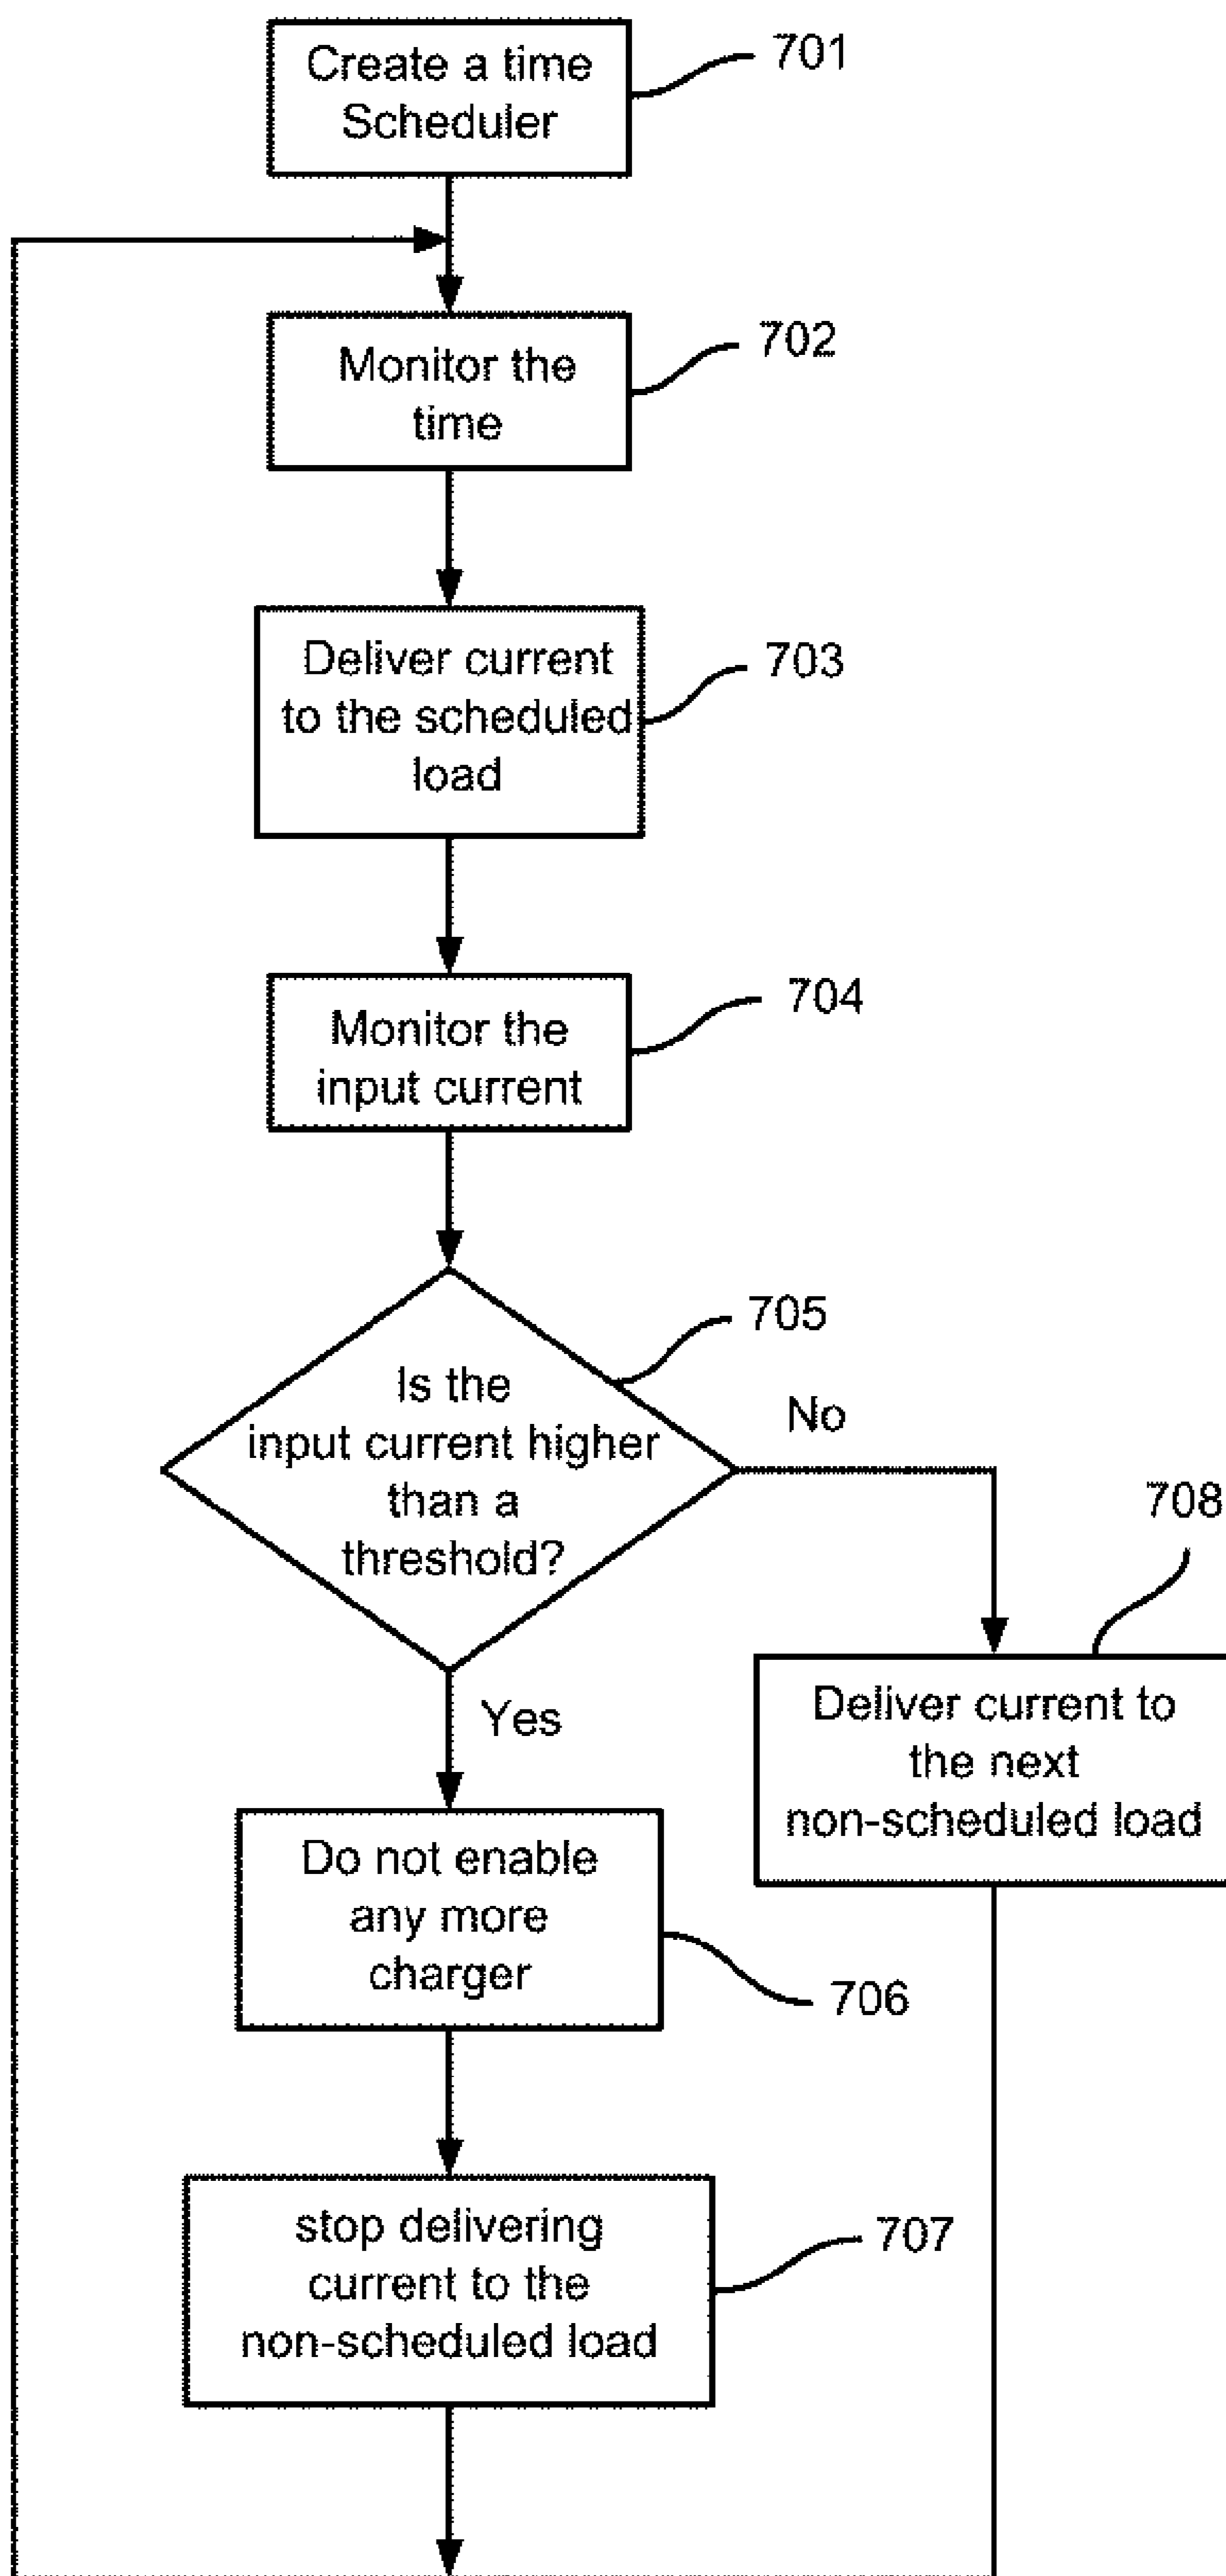 Create a time
Scheduler
701
Monitor the
time
702
Deliver current
to the scheduled
load
703
Monitor the
input current
704
Is the
input current higher
than a
threshold?
705
No
708
Yes
Deliver current to
the next
non-scheduled load
Do not enable
any more
charger
706
stop delivering
current to the
non-scheduled load
707